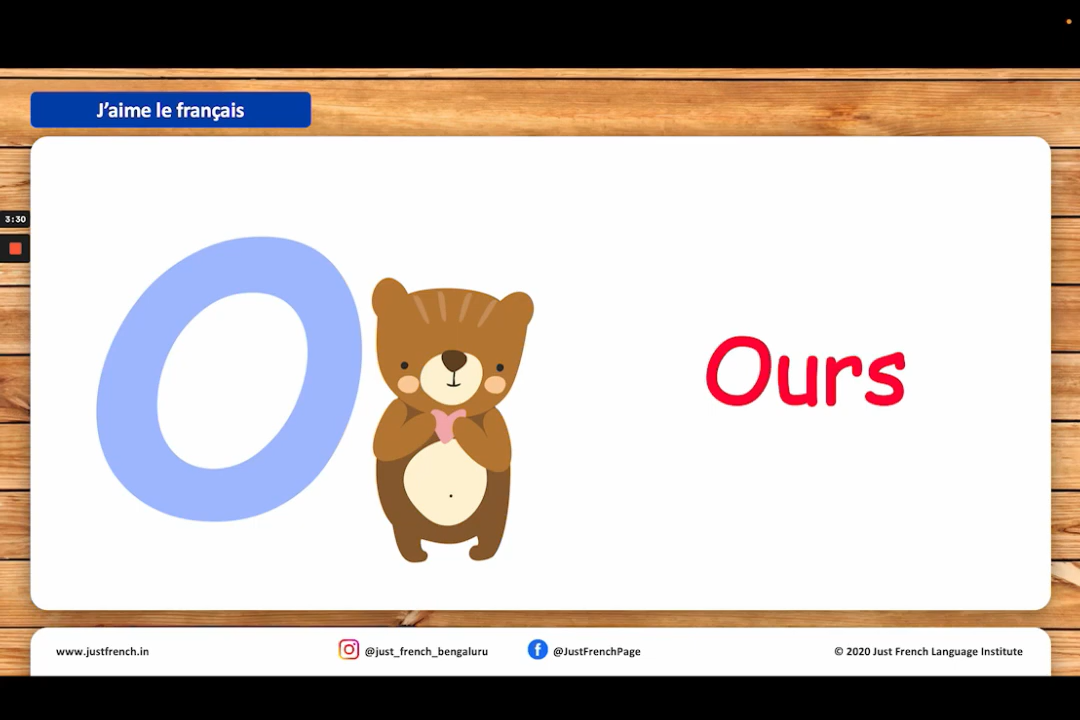 J'aime le français
3:30
O
Ours
www.justfrench.in
@just_french_bengaluru
@JustFrenchPage
© 2020 Just French Language Institute